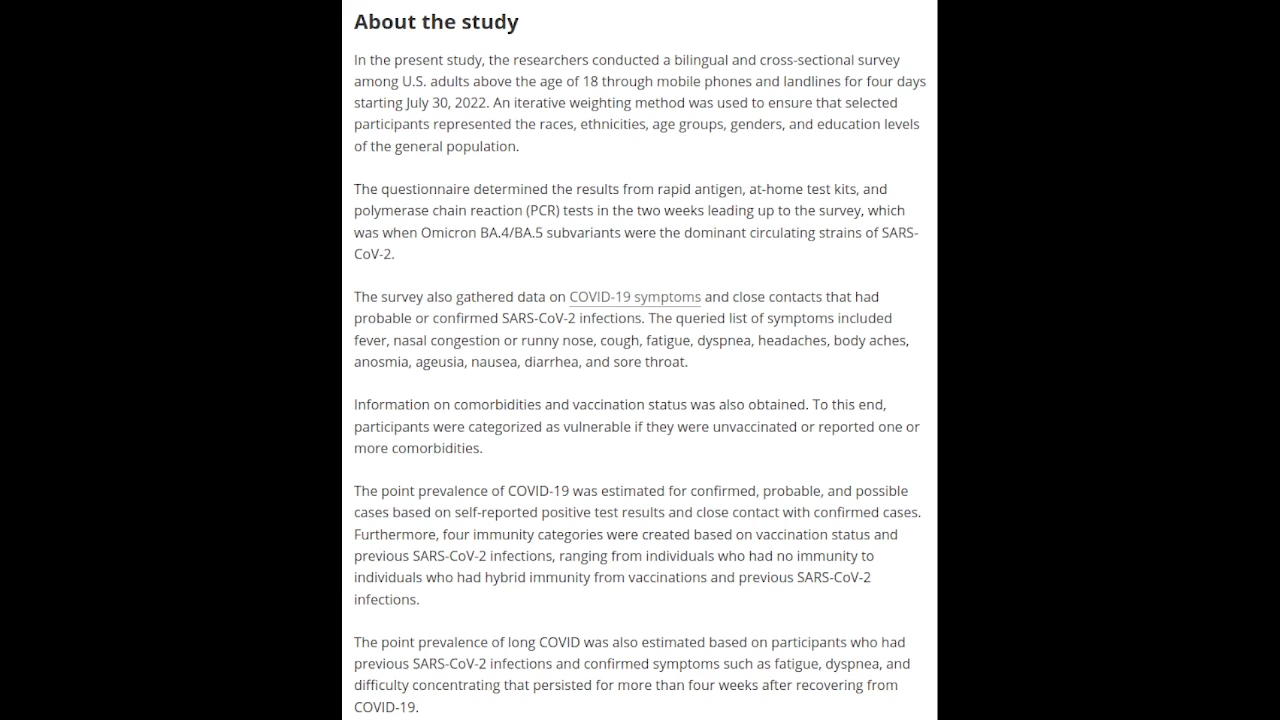 About the study
In the present study, the researchers conducted a bilingual and cross-sectional survey
among U.S. adults above the age of 18 through mobile phones and landlines for four days
starting July 30, 2022. An iterative weighting method was used to ensure that selected
participants represented the races, ethnicities, age groups, genders, and education levels
of the general population.
The questionnaire determined the results from rapid antigen, at-home test kits, and
polymerase chain reaction (PCR) tests in the two weeks leading up to the survey, which
was when Omicron BA.4/BA.5 subvariants were the dominant circulating strains of SARS-
CoV-2.
The survey also gathered data on COVID-19 symptoms and close contacts that had
probable or confirmed SARS-CoV-2 infections. The queried list of symptoms included
fever, nasal congestion or runny nose, cough, fatigue, dyspnea, headaches, body aches,
anosmia, ageusia, nausea, diarrhea, and sore throat.
Information on comorbidities and vaccination status was also obtained. To this end,
participants were categorized as vulnerable if they were unvaccinated or reported one or
more comorbidities.
The point prevalence of COVID-19 was estimated for confirmed, probable, and possible
cases based on self-reported positive test results and close contact with confirmed cases.
Furthermore, four immunity categories were created based on vaccination status and
previous SARS-CoV-2 infections, ranging from individuals who had no immunity to
individuals who had hybrid immunity from vaccinations and previous SARS-CoV-2
infections.
The point prevalence of long COVID was also estimated based on participants who had
previous SARS-CoV-2 infections and confirmed symptoms such as fatigue, dyspnea, and
difficulty concentrating that persisted for more than four weeks after recovering from
COVID-19.